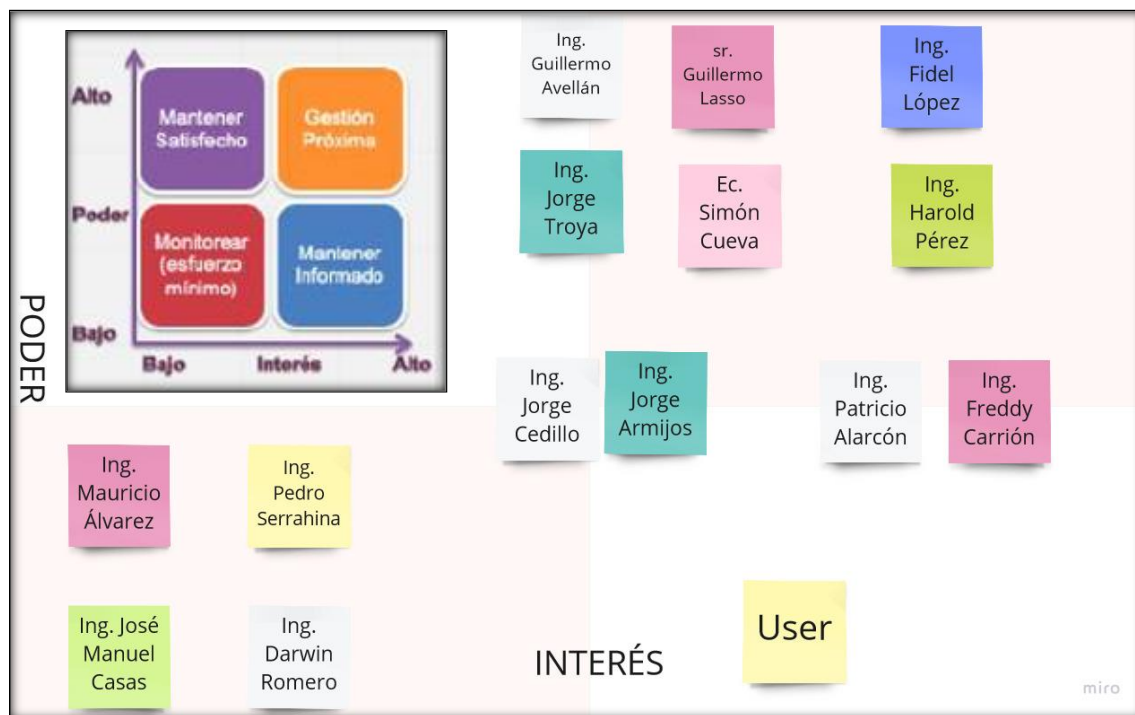 Alto
Mantener
Satisfecho
Gestión
Próxima
Poder
Monitorear
(esfuerzo
mínimo)
Mantener
Informado
Bajo
Bajo
Interés
Alto
PODER
Ing.
Guillermo
Avellán
sr.
Guillermo
Lasso
Ing.
Fidel
López
Ing.
Jorge
Troya
Ec.
Simón
Cueva
Ing.
Harold
Pérez
Ing.
Jorge
Cedillo
Ing.
Jorge
Armijos
Ing.
Patricio
Alarcón
Ing.
Freddy
Carrión
Ing.
Mauricio
Álvarez
Ing.
Pedro
Serrahina
Ing. José
Manuel
Casas
Ing.
Darwin
Romero
User
INTERÉS
miro